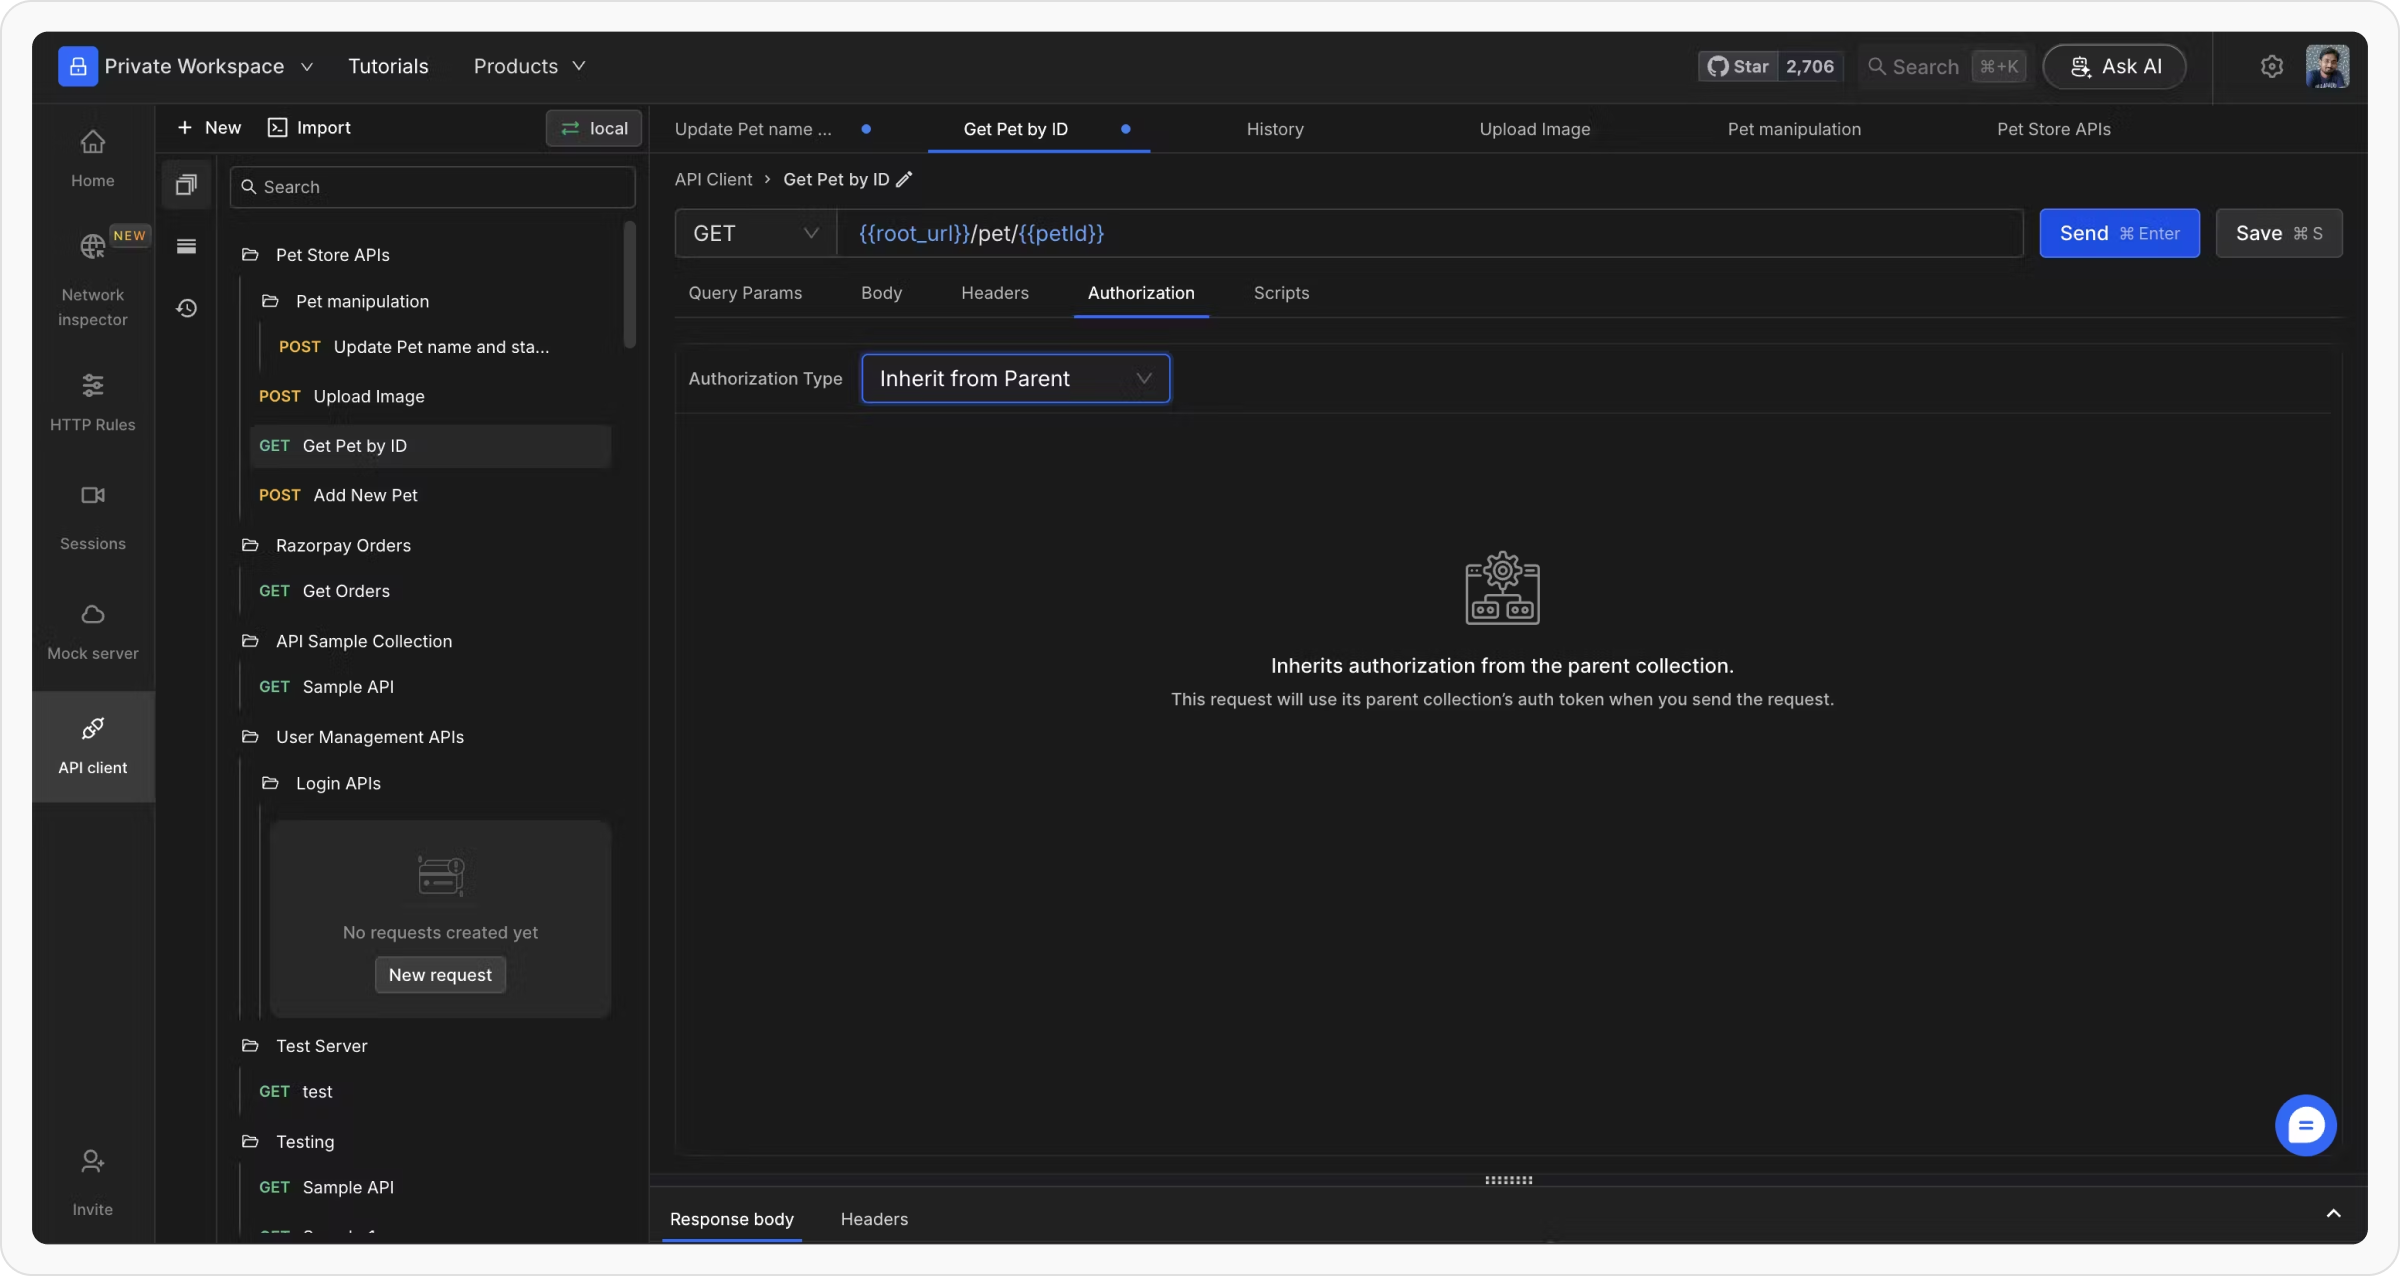 Private Workspace
Tutorials
Products
Star 2,706
Search ⌘+K
Ask AI
Home
NEW
Network
inspector
HTTP Rules
Sessions
Mock server
API client
Invite
+ New
Import
local
Search
Pet Store APIs
Pet manipulation
POST Update Pet name and sta...
POST Upload Image
GET Get Pet by ID
POST Add New Pet
Razorpay Orders
GET Get Orders
API Sample Collection
GET Sample API
User Management APIs
Login APIs
No requests created yet
New request
Test Server
GET test
Testing
GET Sample API
Update Pet name ...
Get Pet by ID
History
Upload Image
Pet manipulation
Pet Store APIs
API Client > Get Pet by ID
GET
{{root_url}}/pet/{{petId}}
Send ⌘ Enter
Save ⌘ S
Query Params
Body
Headers
Authorization
Scripts
Authorization Type
Inherit from Parent
Inherits authorization from the parent collection.
This request will use its parent collection’s auth token when you send the request.
Response body
Headers